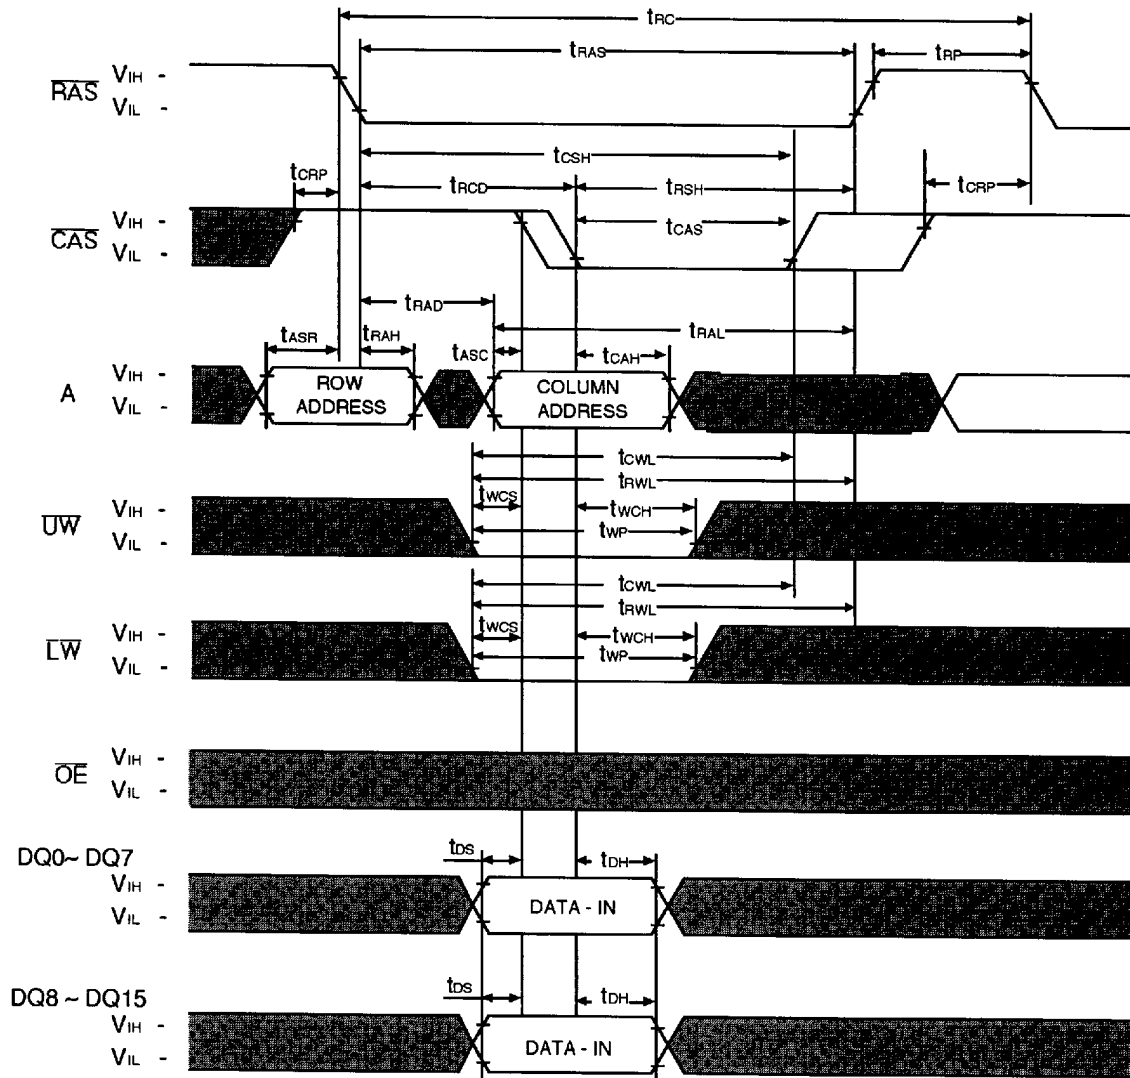 tRC
tRAS
tRP
RAS
VIH -
VIL -
tCSH
tCRP
tRCD
tRSH
tCRP
CAS
VIH -
VIL -
tCAS
tRAD
tRAL
tASR
tRAH
tASC
tCAH
A
VIH -
VIL -
ROW
ADDRESS
COLUMN
ADDRESS
tCWL
tRWL
tWCS
tWCH
tWP
UW
VIH -
VIL -
tCWL
tRWL
tWCS
tWCH
tWP
LW
VIH -
VIL -
OE
VIH -
VIL -
DQ0~ DQ7
tDS
tDH
VIH -
VIL -
DATA - IN
DQ8 ~ DQ15
tDS
tDH
VIH -
VIL -
DATA - IN